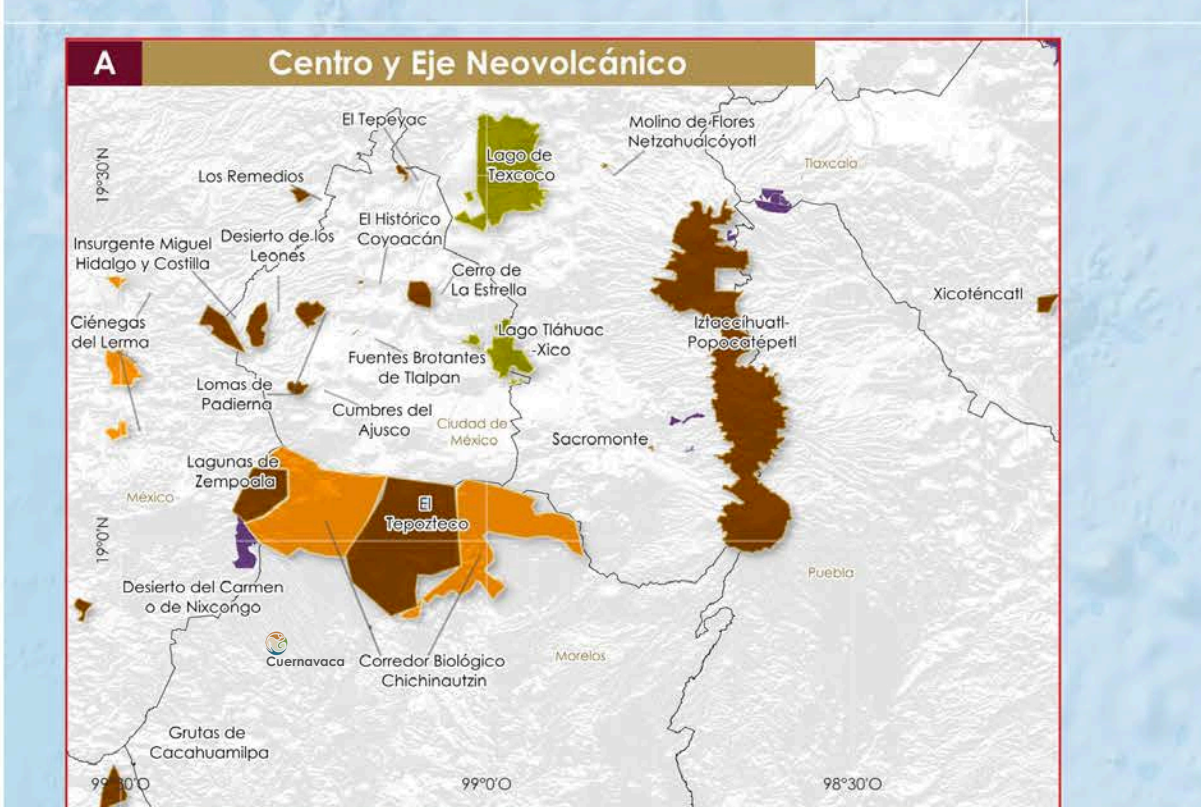 A
Centro y Eje Neovolcánico
El Tepeyac
Molino de Flores
Netzahualcóyotl
Lago de
Texcoco
Tlaxcala
19°30'N
Los Remedios
El Histórico
Coyoacán
Insurgente Miguel
Hidalgo y Costilla
Desierto de los
Leones
Cerro de
La Estrella
Xicoténcatl
Ciénegas
del Lerma
Lago Tláhuac
-Xico
Iztaccíhuatl-
Popocatépetl
Fuentes Brotantes
de Tlalpan
Lomas de
Padierna
Cumbres del
Ajusco
Ciudad de
México
Sacromonte
Lagunas de
Zempoala
México
El
Tepozteco
19°0'N
Puebla
Desierto del Carmen
o de Nixcongo
Cuernavaca
Corredor Biológico
Chichinautzin
Morelos
Grutas de
Cacahuamilpa
99°30'O
99°0'O
98°30'O